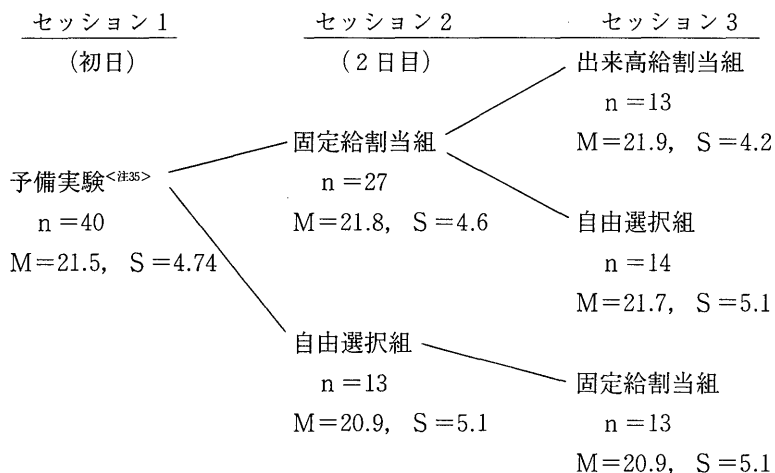 セッション1　セッション2　セッション3
(初日)　(2日目)　出来高給割当組
n=13
固定給割当組　M=21.9, S=4.2
予備実験<注35>　n=27
n=40　M=21.8, S=4.6　自由選択組
M=21.5, S=4.74　n=14
M=21.7, S=5.1
自由選択組
n=13　固定給割当組
M=20.9, S=5.1　n=13
M=20.9, S=5.1